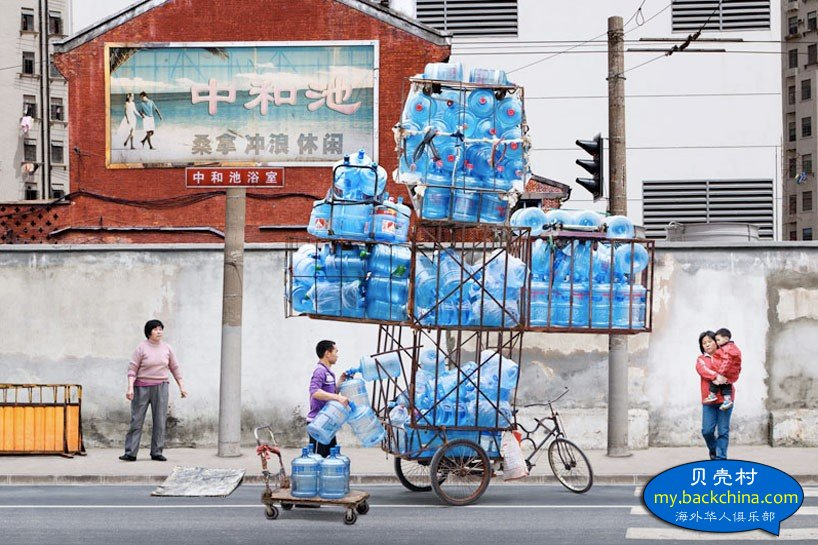 中和池
桑拿 冲浪 休闲
中和池浴室
贝壳村
my.backchina.com
海外华人俱乐部